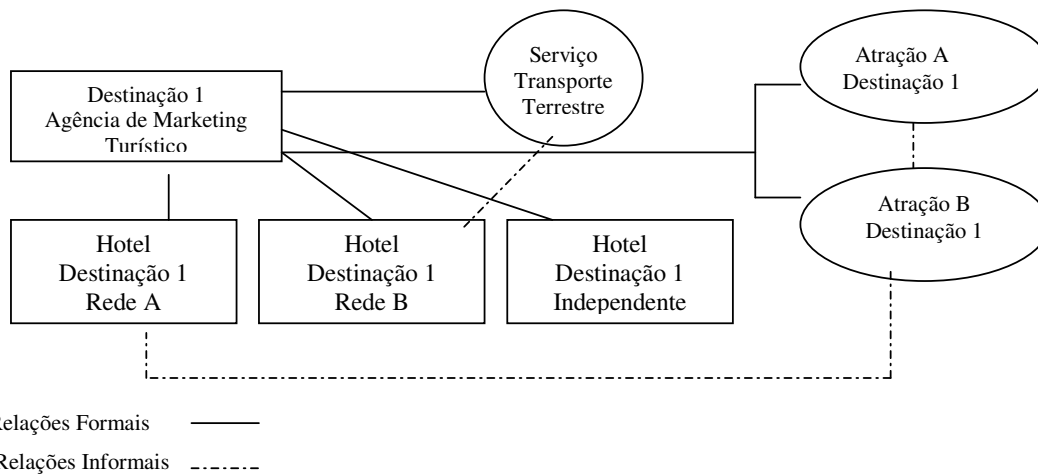 Destinação 1
Agência de Marketing
Turístico
Serviço
Transporte
Terrestre
Atração A
Destinação 1
Atração B
Destinação 1
Hotel
Destinação 1
Rede A
Hotel
Destinação 1
Rede B
Hotel
Destinação 1
Independente
Relações Formais
Relações Informais